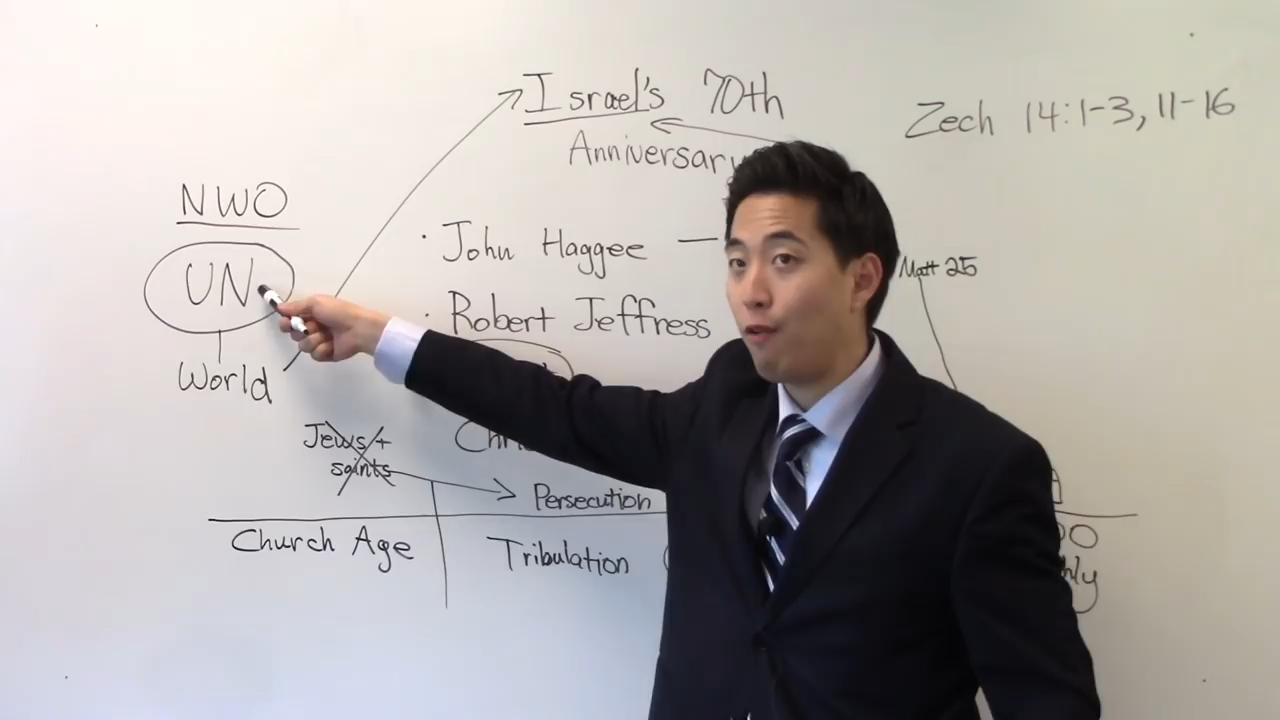 Israel's 70th
Anniversary
Zech 14:1-3, 11-16
NWO
UN
World
· John Haggee —
· Robert Jeffress
Matt 25
Jews +
saints
Persecution
Church Age
Tribulation